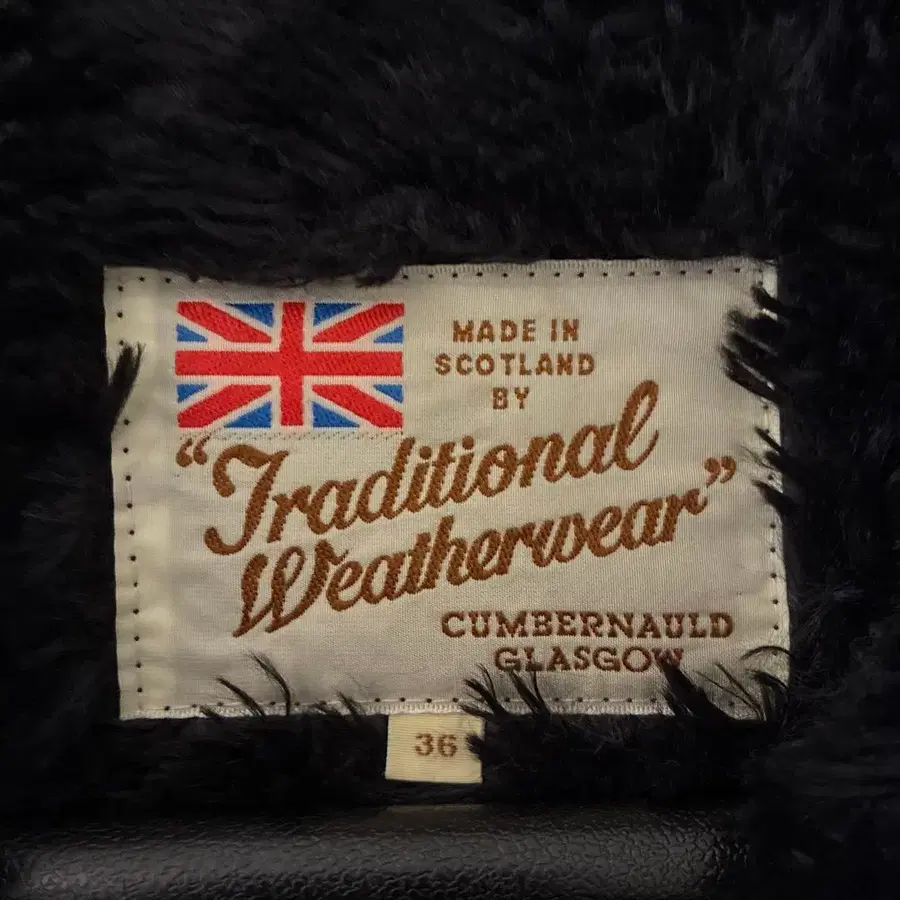 MADE IN
SCOTLAND
BY
“Traditional
Weatherwear”
CUMBERNAULD
GLASGOW
36